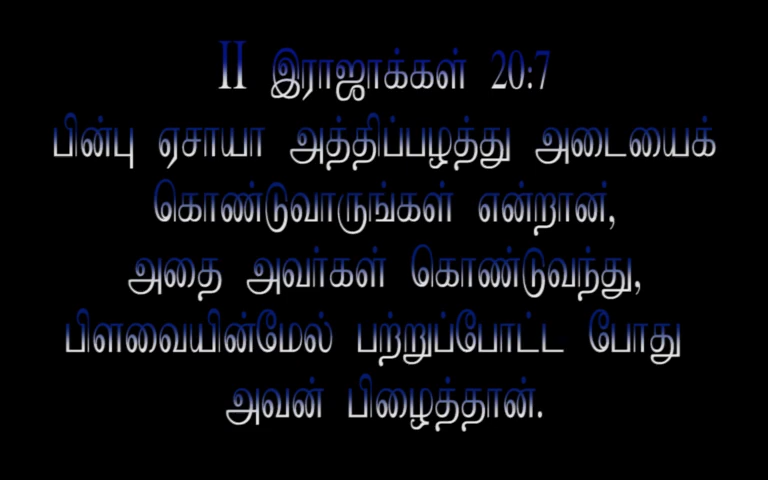 II இராஜாக்கள் 20:7
பின்பு ஏசாயா அத்திப்பழத்து அடையைக்
கொண்டுவாருங்கள் என்றான்,
அதை அவர்கள் கொண்டுவந்து,
பிளவையின்மேல் பற்றுப்போட்ட போது
அவன் பிழைத்தான்.